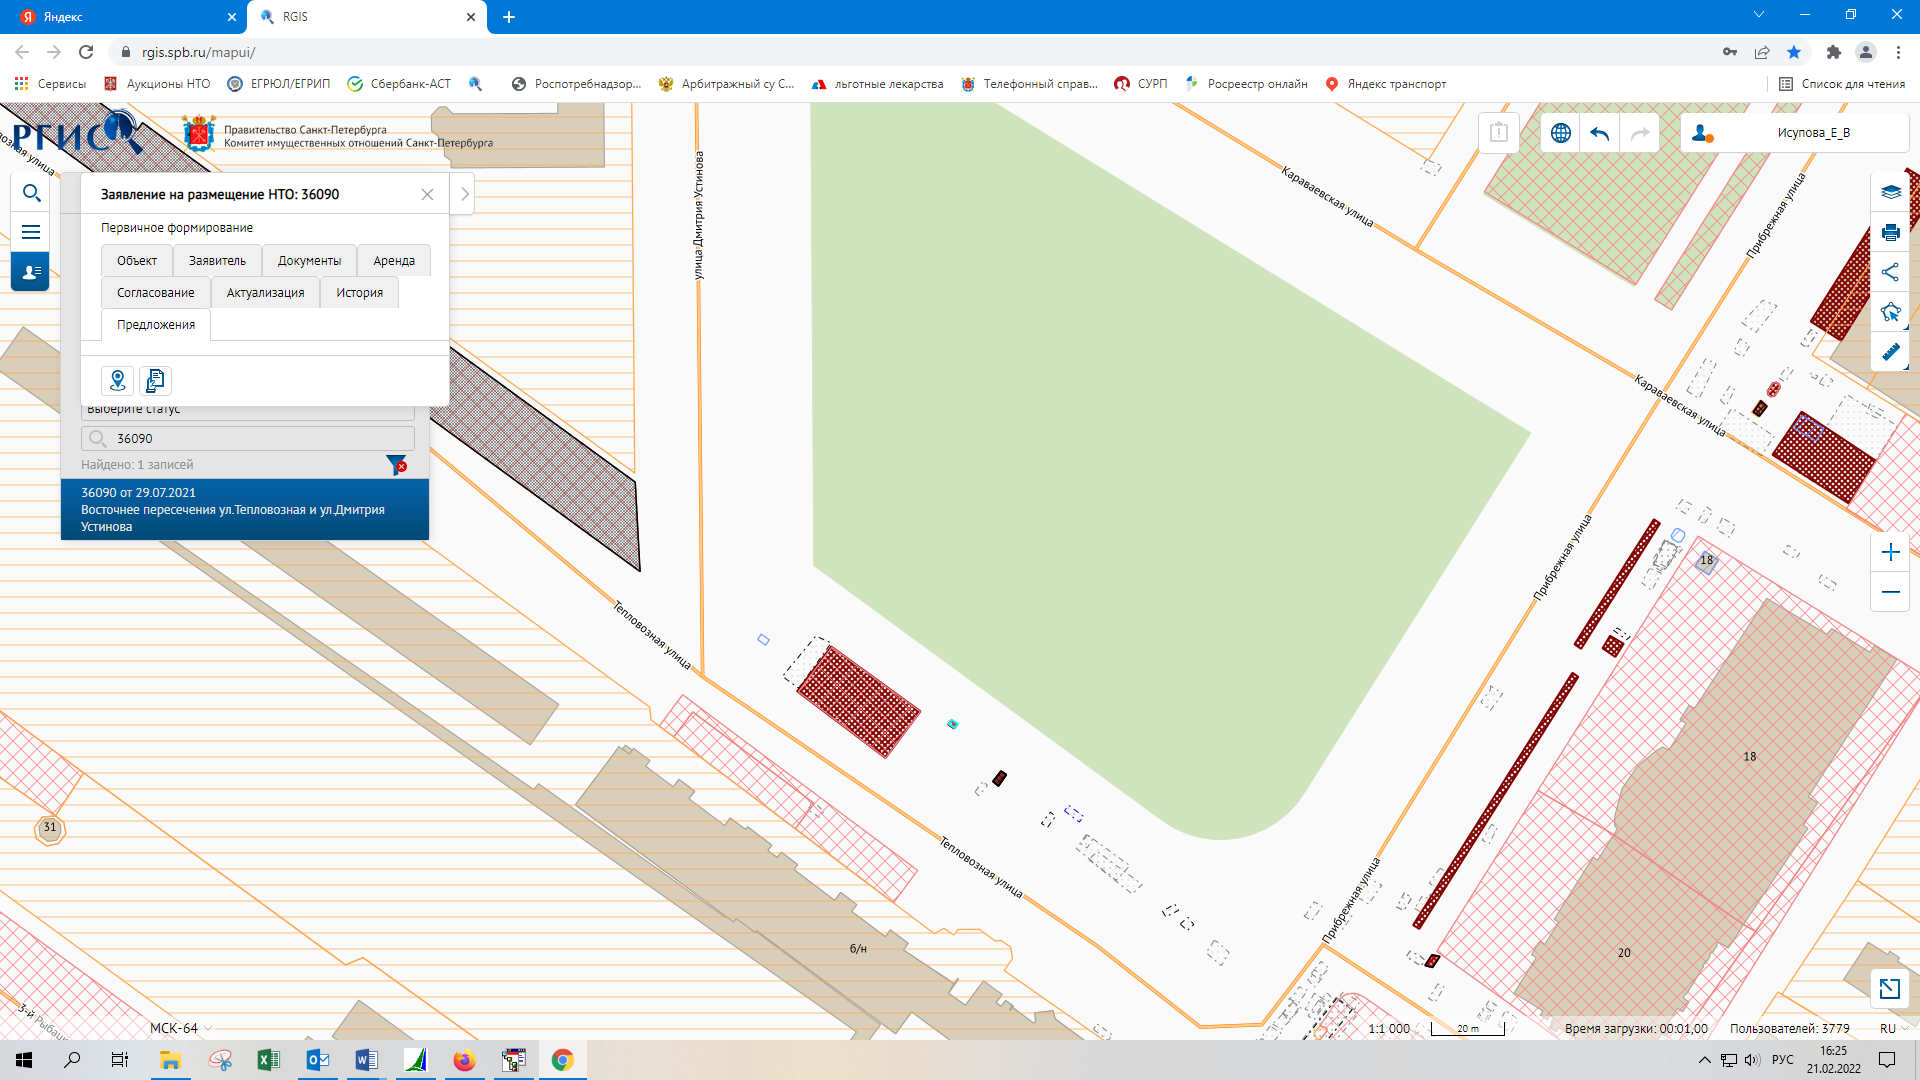 Яндекс
RGIS
rgis.spb.ru/mapui/
Сервисы
Аукционы НТО
ЕГРЮЛ/ЕГРИП
Сбербанк-АСТ
Роспотребнадзор...
Арбитражный су С...
льготные лекарства
Телефонный справ...
СУРП
Росреестр онлайн
Яндекс транспорт
Список для чтения
РГИС
Правительство Санкт-Петербурга
Комитет имущественных отношений Санкт-Петербурга
Исупова_Е_В
Заявление на размещение НТО: 36090
Первичное формирование
Объект
Заявитель
Документы
Аренда
Согласование
Актуализация
История
Предложения
Выберите статус
36090
Найдено: 1 записей
36090 от 29.07.2021
Восточнее пересечения ул.Тепловозная и ул.Дмитрия
Устинова
улица Дмитрия Устинова
Караваевская улица
Прибрежная улица
Караваевская улица
Прибрежная улица
Тепловозная улица
18
18
31
Тепловозная улица
Прибрежная улица
б/н
20
3-й Рыбац
МСК-64
1:1 000
20 m
Время загрузки: 00:01,00
Пользователей: 3779
RU
РУС
16:25
21.02.2022